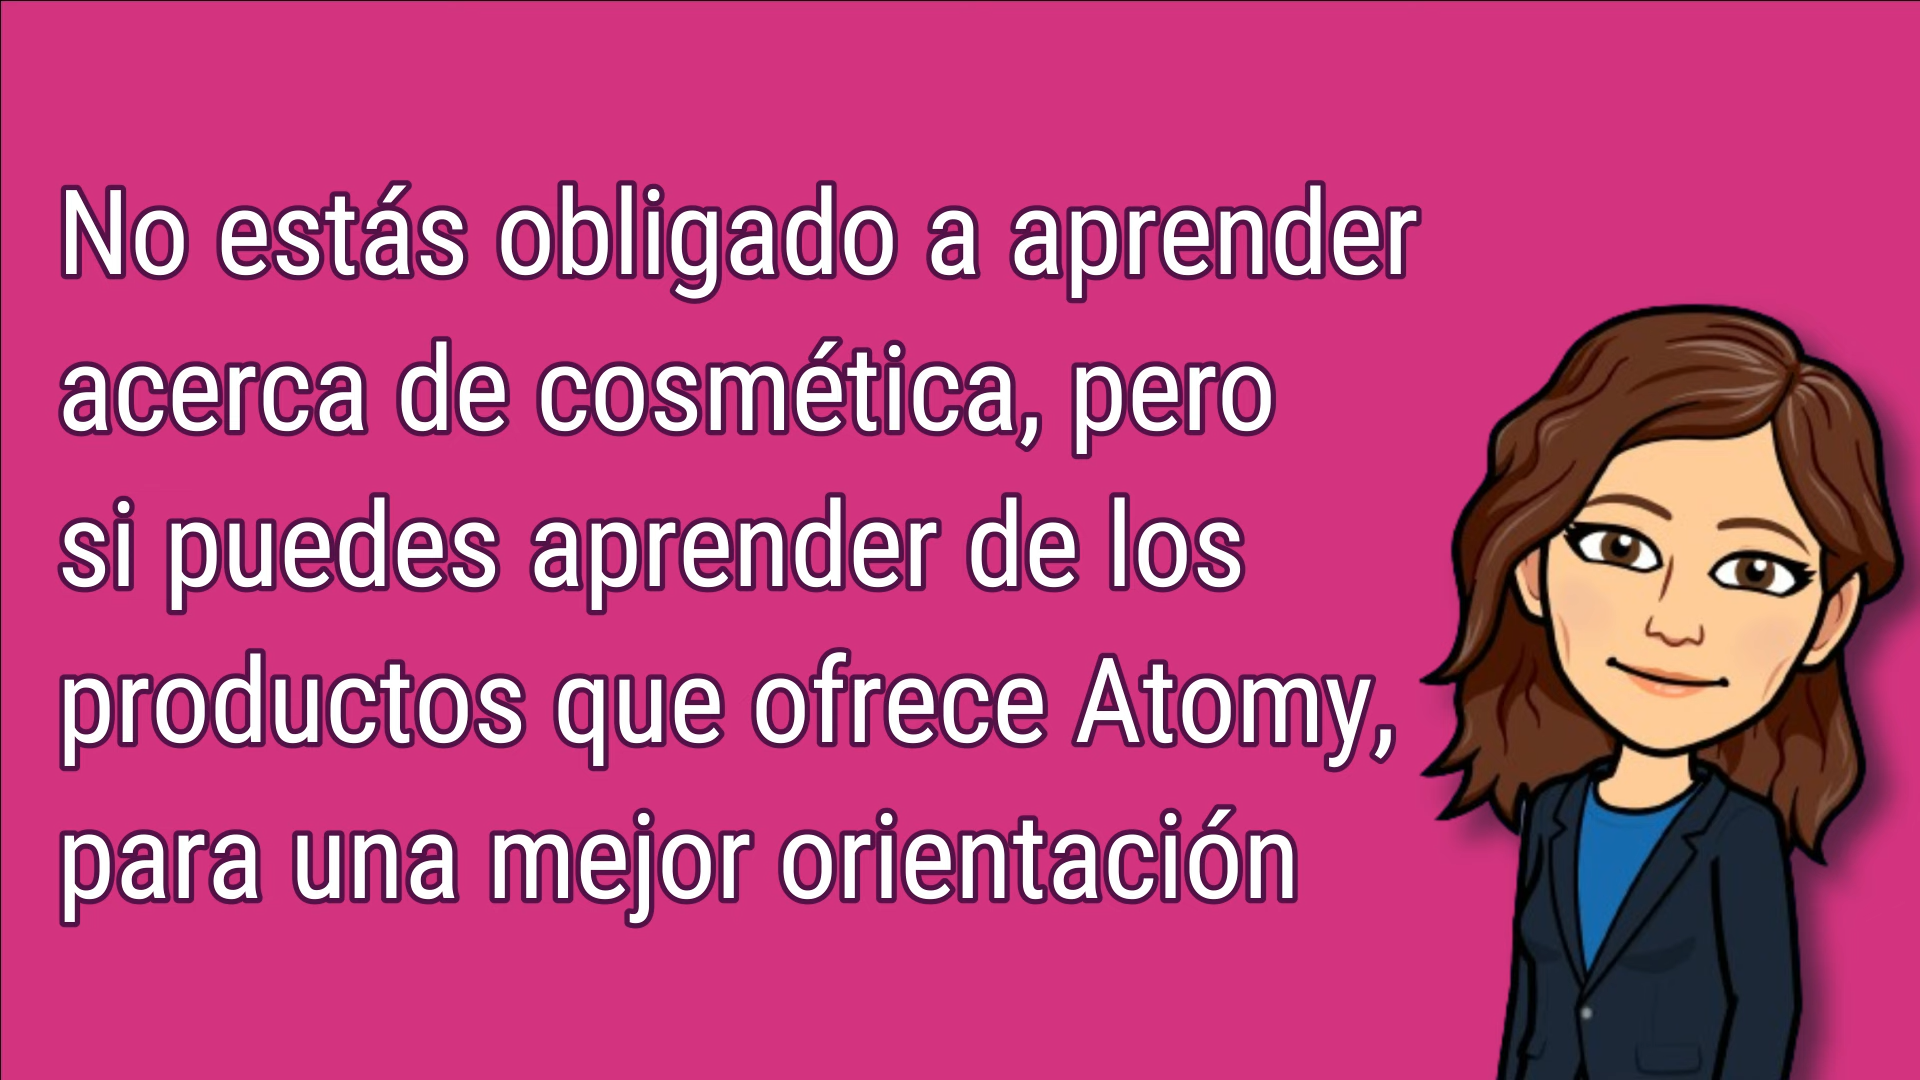 No estás obligado a aprender
acerca de cosmética, pero
si puedes aprender de los
productos que ofrece Atomy,
para una mejor orientación